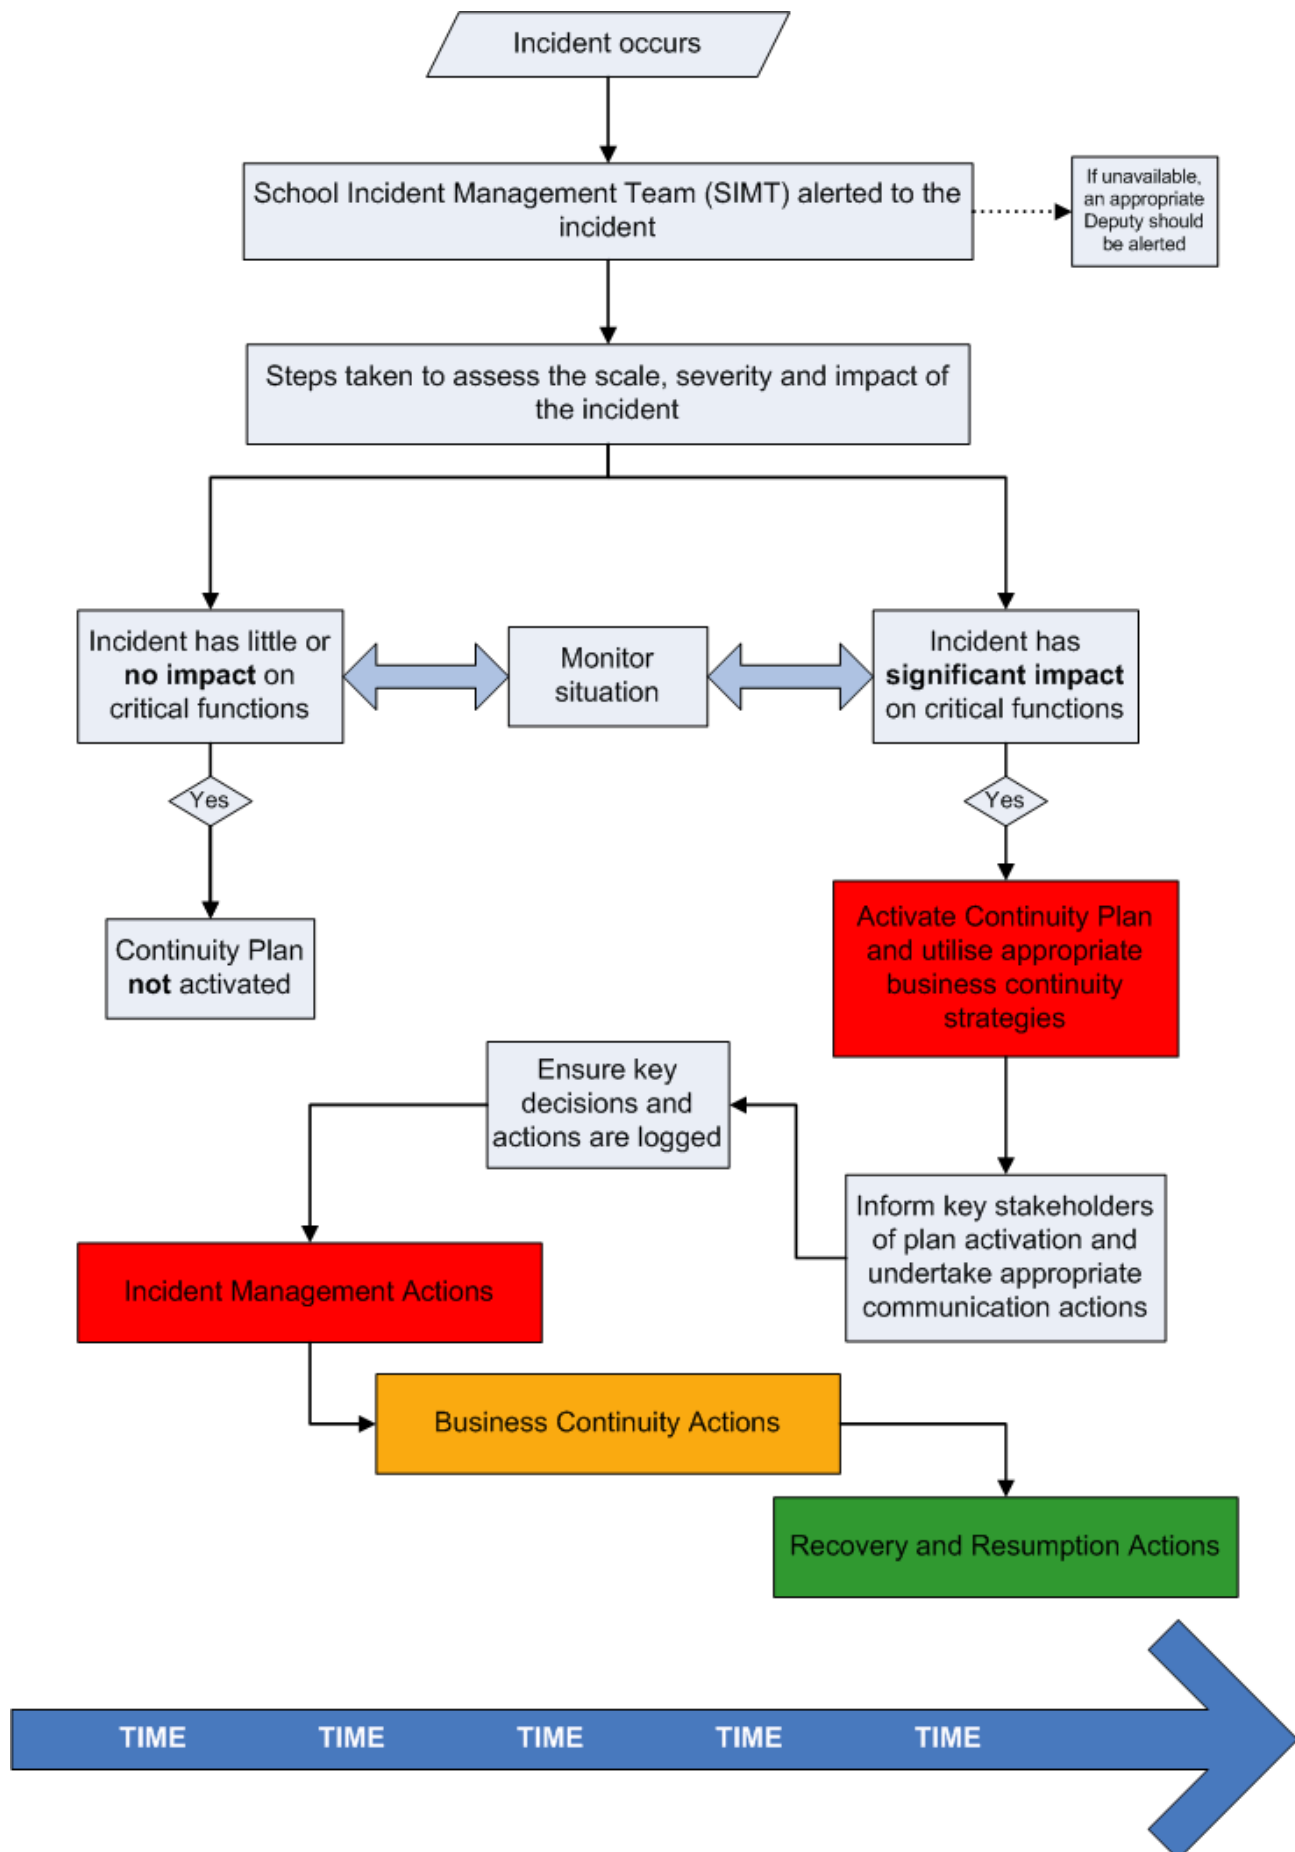 Incident occurs
School Incident Management Team (SIMT) alerted to the
incident
If unavailable,
an appropriate
Deputy should
be alerted
Steps taken to assess the scale, severity and impact of
the incident
Incident has little or
no impact on
critical functions
Monitor
situation
Incident has
significant impact
on critical functions
Yes
Yes
Continuity Plan
not activated
Activate Continuity Plan
and utilise appropriate
business continuity
strategies
Ensure key
decisions and
actions are logged
Inform key stakeholders
of plan activation and
undertake appropriate
communication actions
Incident Management Actions
Business Continuity Actions
Recovery and Resumption Actions
TIME TIME TIME TIME TIME